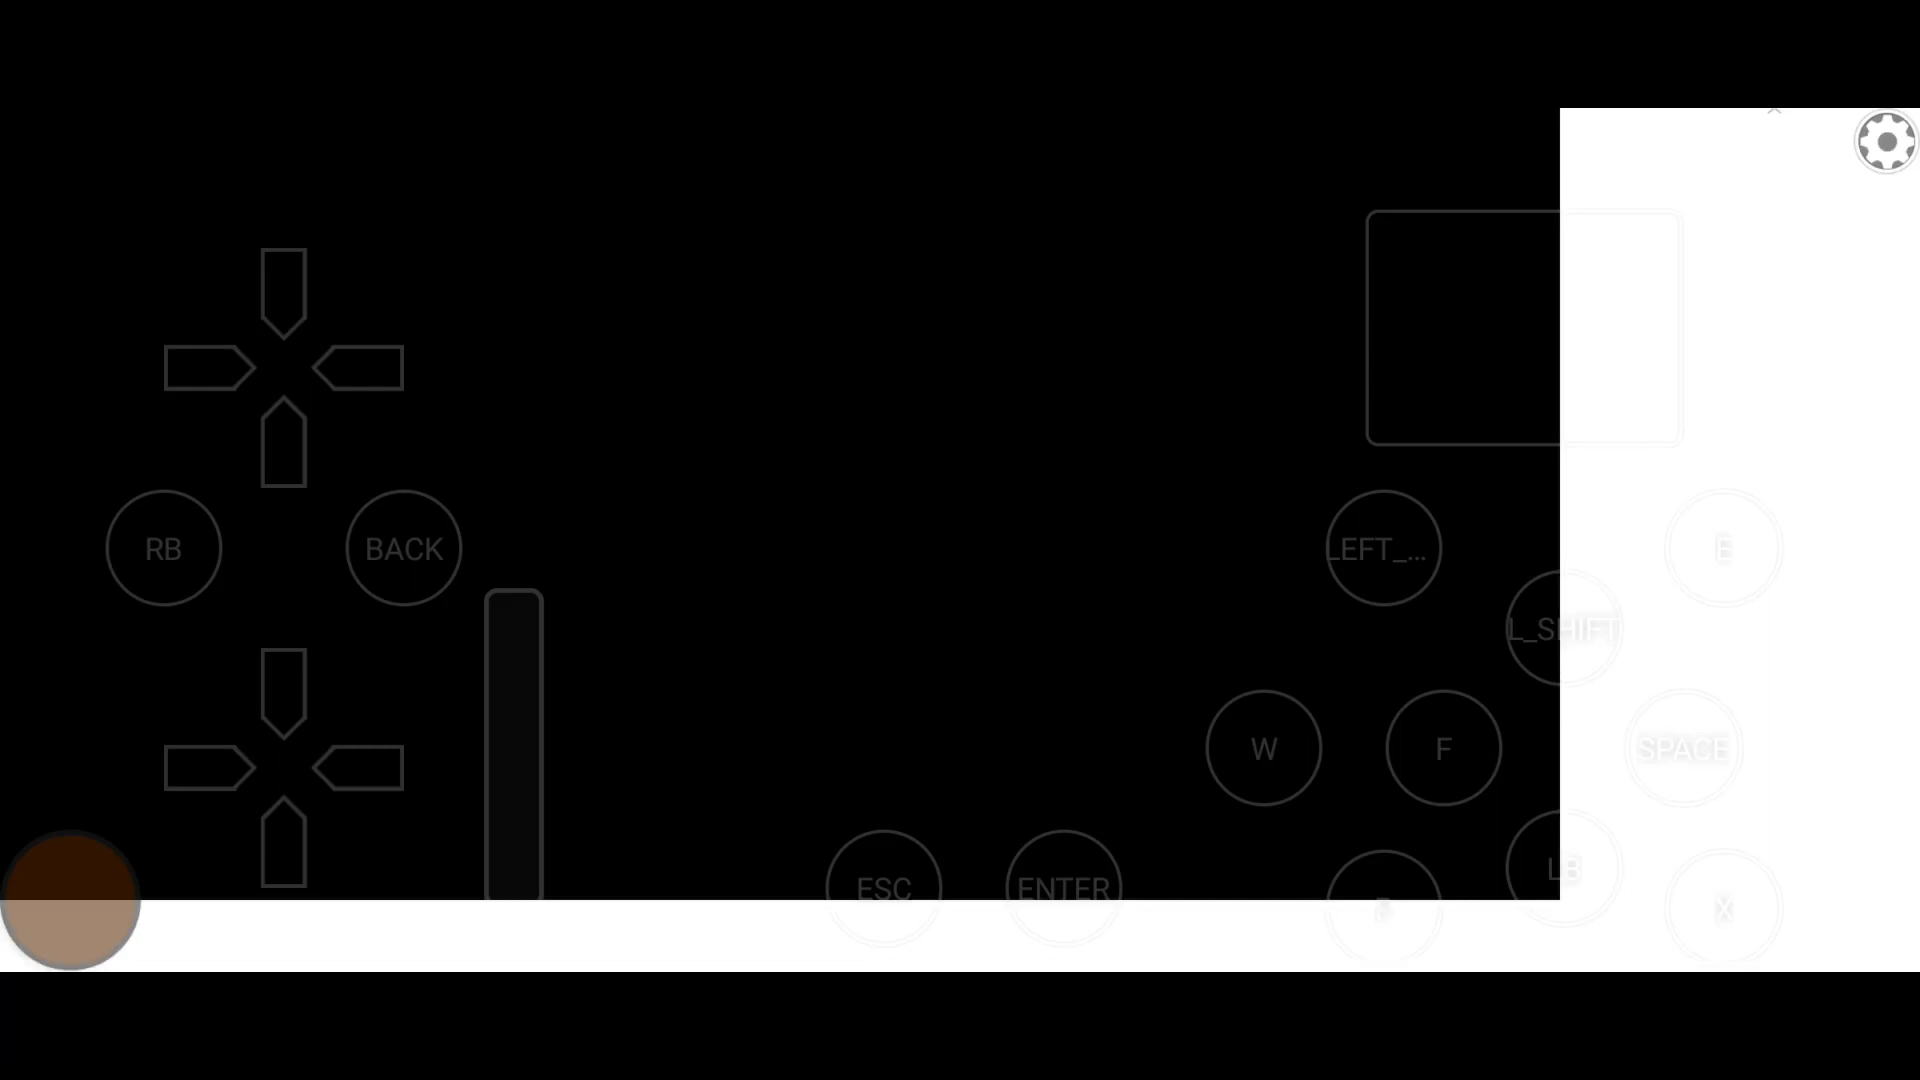 RB
BACK
LEFT_...
E
L_SHIFT
W
F
SPACE
ESC
ENTER
LB
X